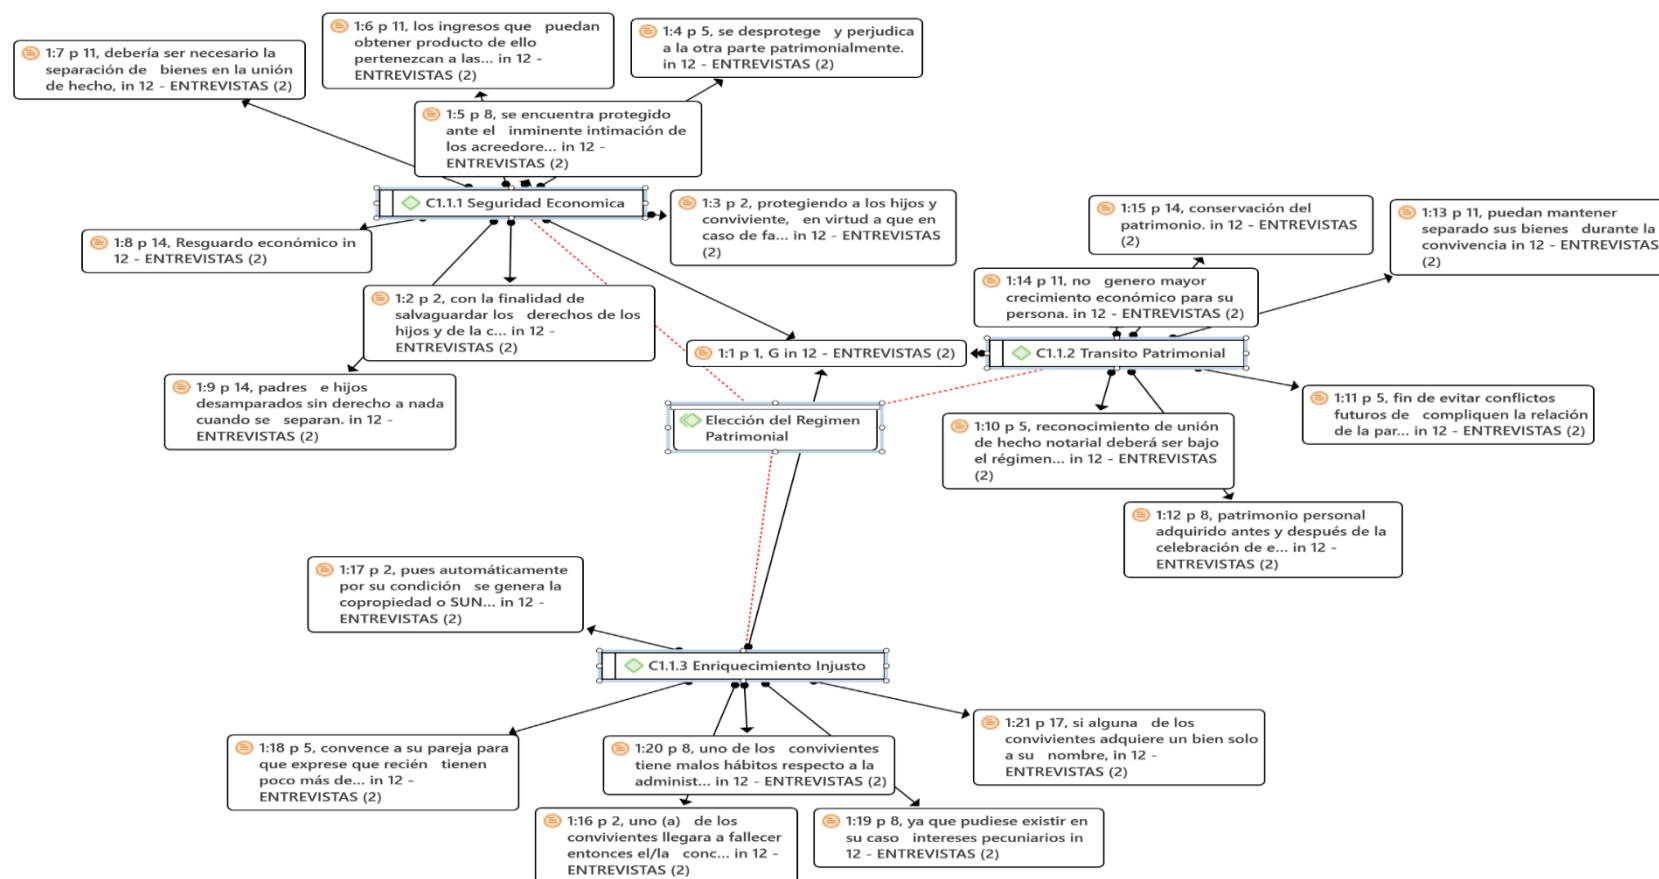 1:6 p 11, los ingresos que puedan
obtener producto de ello
pertenezcan a las... in 12 -
ENTREVISTAS (2)
1:4 p 5, se desprotege y perjudica
a la otra parte patrimonialmente.
in 12 - ENTREVISTAS (2)
1:7 p 11, debería ser necesario la
separación de bienes en la unión
de hecho, in 12 - ENTREVISTAS (2)
1:5 p 8, se encuentra protegido
ante el inminente intimación de
los acreedore... in 12 -
ENTREVISTAS (2)
C1.1.1 Seguridad Economica
1:3 p 2, protegiendo a los hijos y
conviviente, en virtud a que en
caso de fa... in 12 - ENTREVISTAS
(2)
1:15 p 14, conservación del
patrimonio. in 12 - ENTREVISTAS
(2)
1:13 p 11, puedan mantener
separado sus bienes durante la
convivencia in 12 - ENTREVISTAS
(2)
1:8 p 14, Resguardo económico in
12 - ENTREVISTAS (2)
1:14 p 11, no genero mayor
crecimiento económico para su
persona. in 12 - ENTREVISTAS (2)
1:2 p 2, con la finalidad de
salvaguardar los derechos de los
hijos y de la c... in 12 -
ENTREVISTAS (2)
1:1 p 1, G in 12 - ENTREVISTAS (2)
C1.1.2 Transito Patrimonial
1:9 p 14, padres e hijos
desamparados sin derecho a nada
cuando se separan. in 12 -
ENTREVISTAS (2)
Elección del Regimen
Patrimonial
1:11 p 5, fin de evitar conflictos
futuros de compliquen la relación
de la par... in 12 - ENTREVISTAS (2)
1:10 p 5, reconocimiento de unión
de hecho notarial deberá ser bajo
el régimen... in 12 - ENTREVISTAS
(2)
1:12 p 8, patrimonio personal
adquirido antes y después de la
celebración de e... in 12 -
ENTREVISTAS (2)
1:17 p 2, pues automáticamente
por su condición se genera la
copropiedad o SUN... in 12 -
ENTREVISTAS (2)
C1.1.3 Enriquecimiento Injusto
1:18 p 5, convence a su pareja para
que exprese que recién tienen
poco más de... in 12 -
ENTREVISTAS (2)
1:20 p 8, uno de los convivientes
tiene malos hábitos respecto a la
administ... in 12 - ENTREVISTAS (2)
1:21 p 17, si alguna de los
convivientes adquiere un bien solo
a su nombre, in 12 -
ENTREVISTAS (2)
1:16 p 2, uno (a) de los
convivientes llegara a fallecer
entonces el/la conc... in 12 -
ENTREVISTAS (2)
1:19 p 8, ya que pudiese existir en
su caso intereses pecuniarios in
12 - ENTREVISTAS (2)